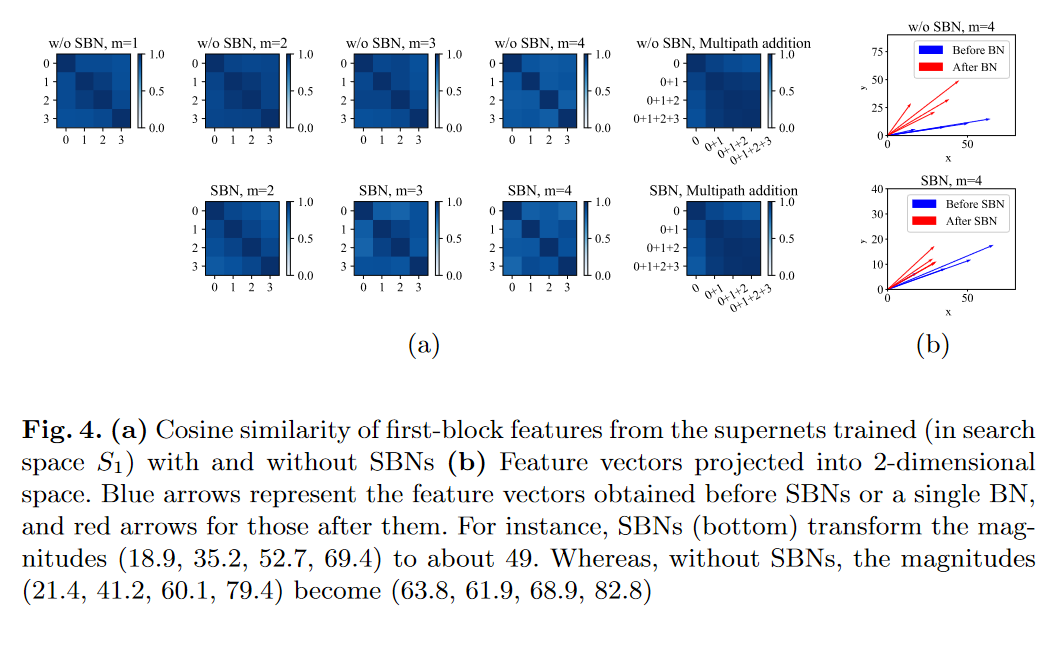 w/o SBN, m=1
0
1
2
3
0 1 2 3
1.0
0.5
0.0
w/o SBN, m=2
0
1
2
3
0 1 2 3
1.0
0.5
0.0
w/o SBN, m=3
0
1
2
3
0 1 2 3
1.0
0.5
0.0
w/o SBN, m=4
0
1
2
3
0 1 2 3
1.0
0.5
0.0
w/o SBN, Multipath addition
0
0+1
0+1+2
0+1+2+3
0 0+1 0+1+2 0+1+2+3
1.0
0.5
0.0
w/o SBN, m=4
Before BN
After BN
75
50
25
0
y
0 50
x
SBN, m=2
0
1
2
3
0 1 2 3
1.0
0.5
0.0
SBN, m=3
0
1
2
3
0 1 2 3
1.0
0.5
0.0
SBN, m=4
0
1
2
3
0 1 2 3
1.0
0.5
0.0
SBN, Multipath addition
0
0+1
0+1+2
0+1+2+3
0 0+1 0+1+2 0+1+2+3
1.0
0.5
0.0
SBN, m=4
Before SBN
After SBN
40
30
20
10
0
y
0 50
x
(a) (b)
Fig. 4. (a) Cosine similarity of first-block features from the supernets trained (in search
space S₁) with and without SBNs (b) Feature vectors projected into 2-dimensional
space. Blue arrows represent the feature vectors obtained before SBNs or a single BN,
and red arrows for those after them. For instance, SBNs (bottom) transform the mag-
nitudes (18.9, 35.2, 52.7, 69.4) to about 49. Whereas, without SBNs, the magnitudes
(21.4, 41.2, 60.1, 79.4) become (63.8, 61.9, 68.9, 82.8)